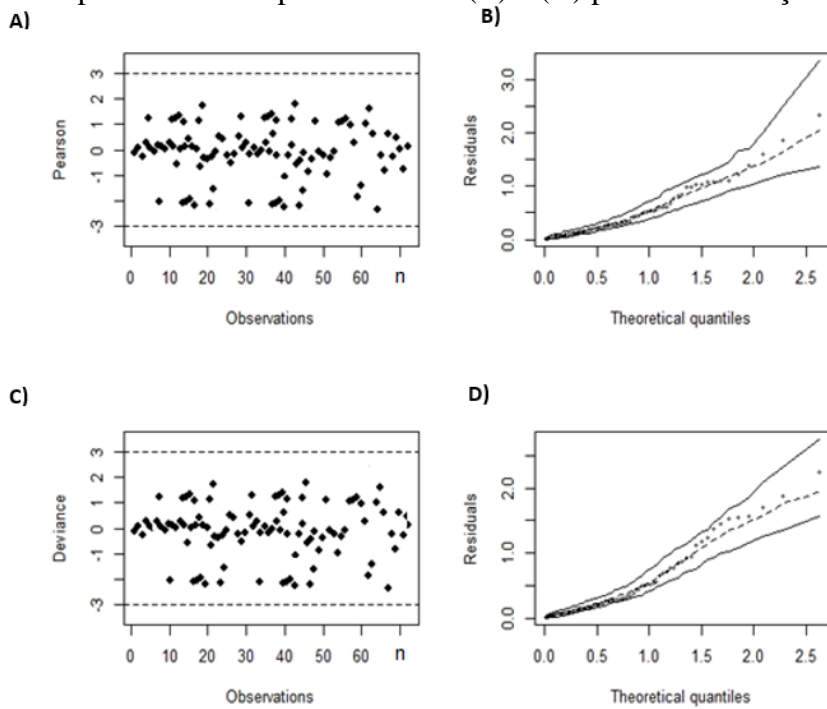 A)
3
2
1
0
-1
-3
Pearson
0 10 20 30 40 50 60 n
Observations
B)
3.0
2.0
1.0
0.0
Residuals
0.0 0.5 1.0 1.5 2.0 2.5
Theoretical quantiles
C)
3
2
1
0
-1
-3
Deviance
0 10 20 30 40 50 60 n
Observations
D)
2.0
1.0
0.0
Residuals
0.0 0.5 1.0 1.5 2.0 2.5
Theoretical quantiles